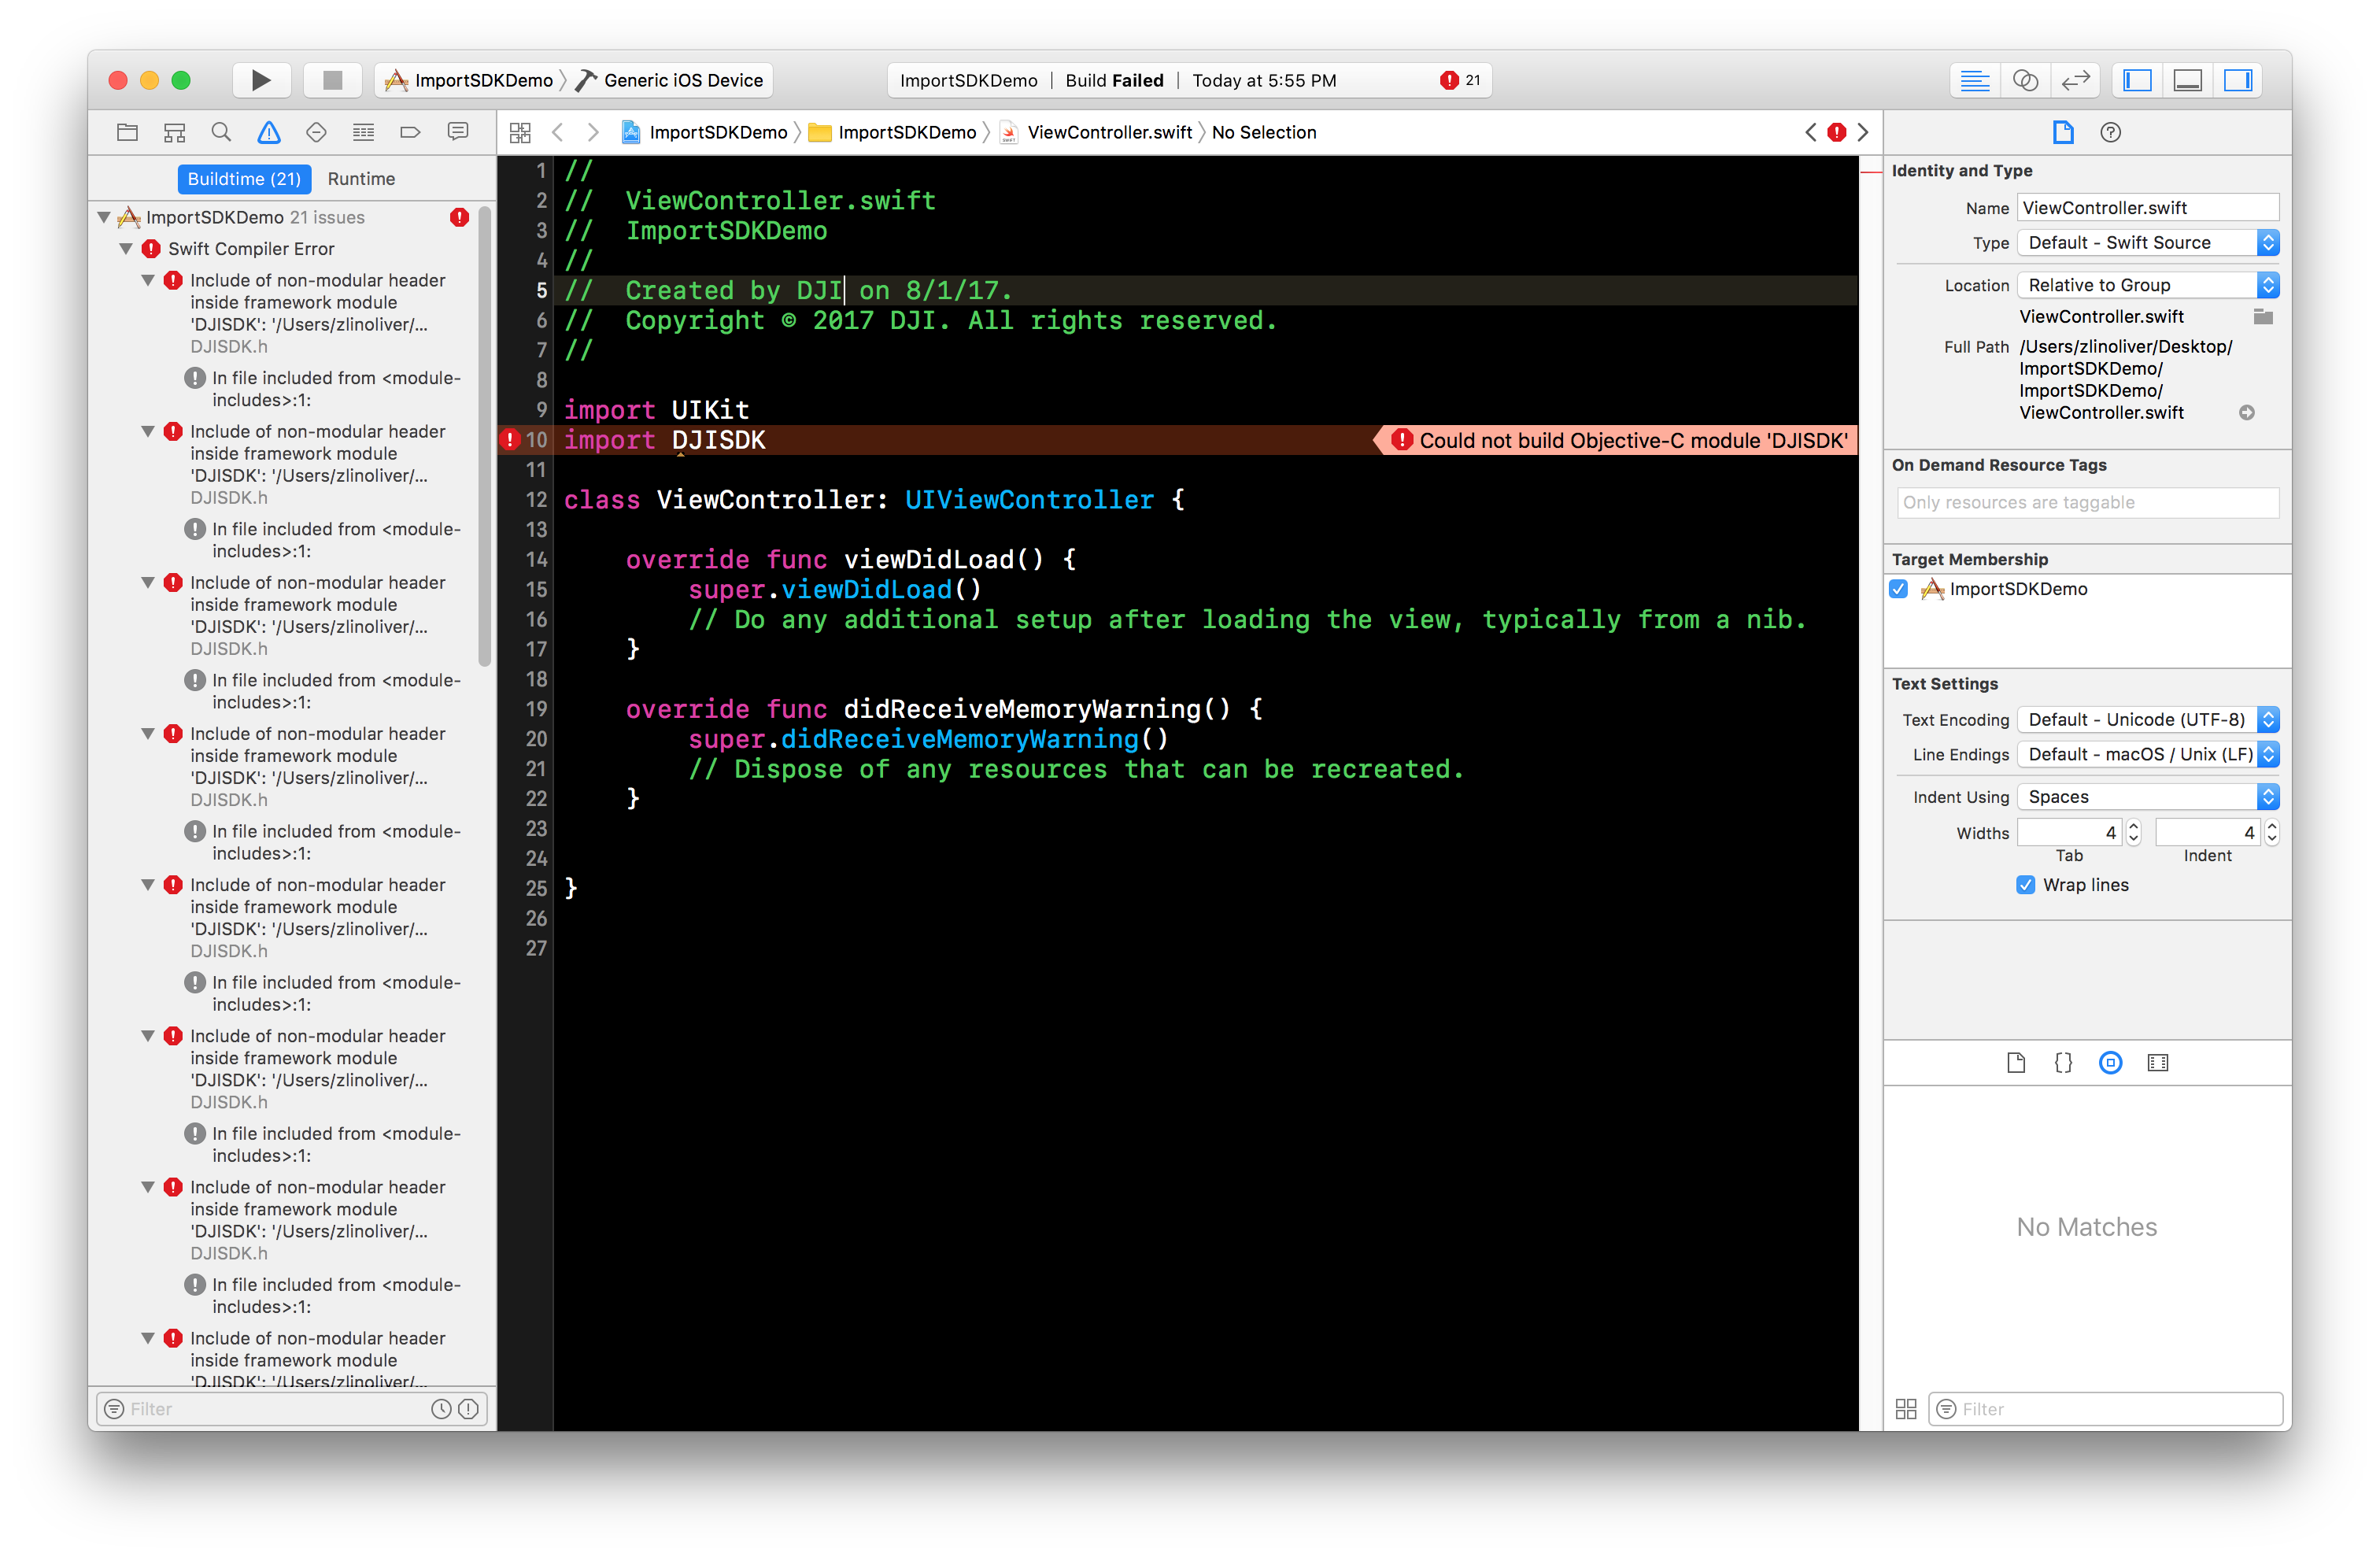 ImportSDKDemo Generic iOS Device
ImportSDKDemo | Build Failed | Today at 5:55 PM 21
ImportSDKDemo ImportSDKDemo ViewController.swift No Selection
Buildtime (21) Runtime
ImportSDKDemo 21 issues
Swift Compiler Error
Include of non-modular header
inside framework module
'DJISDK': '/Users/zlinoliver/...
DJISDK.h
In file included from <module-
includes>:1:
Include of non-modular header
inside framework module
'DJISDK': '/Users/zlinoliver/...
DJISDK.h
In file included from <module-
includes>:1:
Include of non-modular header
inside framework module
'DJISDK': '/Users/zlinoliver/...
DJISDK.h
In file included from <module-
includes>:1:
Include of non-modular header
inside framework module
'DJISDK': '/Users/zlinoliver/...
DJISDK.h
In file included from <module-
includes>:1:
Include of non-modular header
inside framework module
'DJISDK': '/Users/zlinoliver/...
DJISDK.h
In file included from <module-
includes>:1:
Include of non-modular header
inside framework module
'DJISDK': '/Users/zlinoliver/...
DJISDK.h
In file included from <module-
includes>:1:
Include of non-modular header
inside framework module
'DJISDK': '/Users/zlinoliver/...
DJISDK.h
In file included from <module-
includes>:1:
Include of non-modular header
inside framework module
'DJISDK': '/Users/zlinoliver/...
Filter
1 //
2 //  ViewController.swift
3 //  ImportSDKDemo
4 //
5 //  Created by DJI on 8/1/17.
6 //  Copyright © 2017 DJI. All rights reserved.
7 //
8
9 import UIKit
10 import DJISDK Could not build Objective-C module 'DJISDK'
11
12 class ViewController: UIViewController {
13
14     override func viewDidLoad() {
15         super.viewDidLoad()
16         // Do any additional setup after loading the view, typically from a nib.
17     }
18
19     override func didReceiveMemoryWarning() {
20         super.didReceiveMemoryWarning()
21         // Dispose of any resources that can be recreated.
22     }
23
24
25 }
26
27
Identity and Type
Name ViewController.swift
Type Default - Swift Source
Location Relative to Group
ViewController.swift
Full Path /Users/zlinoliver/Desktop/
ImportSDKDemo/
ImportSDKDemo/
ViewController.swift
On Demand Resource Tags
Only resources are taggable
Target Membership
ImportSDKDemo
Text Settings
Text Encoding Default - Unicode (UTF-8)
Line Endings Default - macOS / Unix (LF)
Indent Using Spaces
Widths 4 4
Tab Indent
Wrap lines
No Matches
Filter